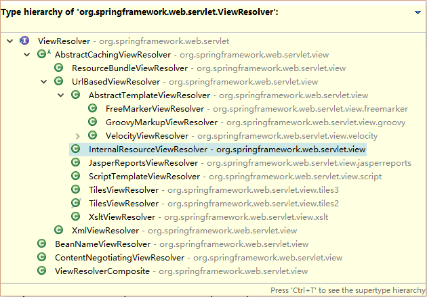 Type hierarchy of 'org.springframework.web.servlet.ViewResolver':
ViewResolver - org.springframework.web.servlet
AbstractCachingViewResolver - org.springframework.web.servlet.view
ResourceBundleViewResolver - org.springframework.web.servlet.view
UrlBasedViewResolver - org.springframework.web.servlet.view
AbstractTemplateViewResolver - org.springframework.web.servlet.view
FreeMarkerViewResolver - org.springframework.web.servlet.view.freemarker
GroovyMarkupViewResolver - org.springframework.web.servlet.view.groovy
VelocityViewResolver - org.springframework.web.servlet.view.velocity
InternalResourceViewResolver - org.springframework.web.servlet.view
JasperReportsViewResolver - org.springframework.web.servlet.view.jasperreports
ScriptTemplateViewResolver - org.springframework.web.servlet.view.script
TilesViewResolver - org.springframework.web.servlet.view.tiles3
TilesViewResolver - org.springframework.web.servlet.view.tiles2
XsltViewResolver - org.springframework.web.servlet.view.xslt
XmlViewResolver - org.springframework.web.servlet.view
BeanNameViewResolver - org.springframework.web.servlet.view
ContentNegotiatingViewResolver - org.springframework.web.servlet.view
ViewResolverComposite - org.springframework.web.servlet.view
Press 'Ctrl+T' to see the supertype hierarchy